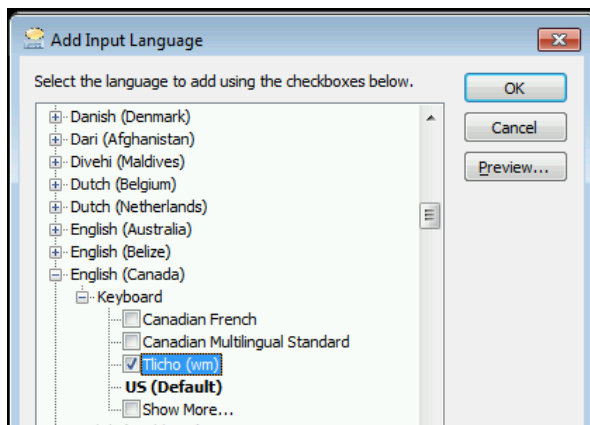 Add Input Language
Select the language to add using the checkboxes below.
Danish (Denmark)
Dari (Afghanistan)
Divehi (Maldives)
Dutch (Belgium)
Dutch (Netherlands)
English (Australia)
English (Belize)
English (Canada)
Keyboard
Canadian French
Canadian Multilingual Standard
Tlicho (wm)
US (Default)
Show More...
OK
Cancel
Preview...